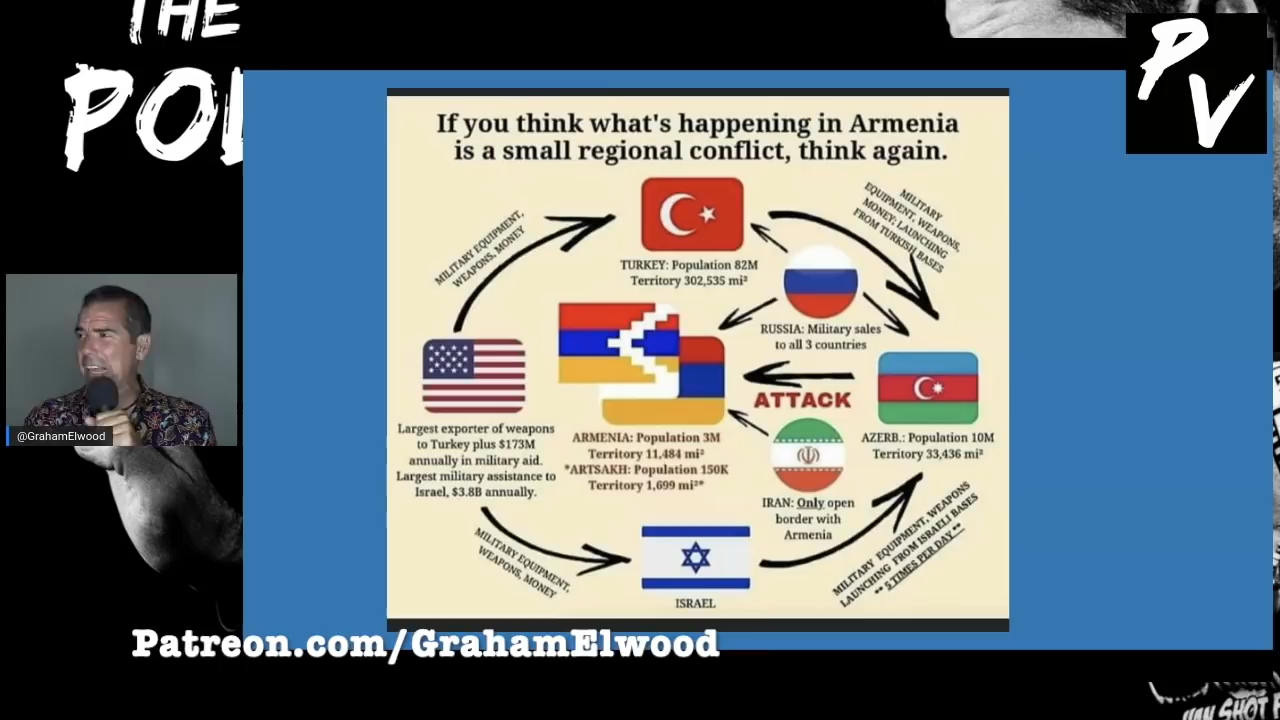 THE
PV
If you think what's happening in Armenia
is a small regional conflict, think again.
MILITARY EQUIPMENT,
WEAPONS, MONEY
MILITARY
EQUIPMENT, WEAPONS,
MONEY; LAUNCHING
FROM TURKISH BASES
TURKEY: Population 82M
Territory 302,535 mi²
RUSSIA: Military sales
to all 3 countries
ATTACK
@GrahamElwood
Largest exporter of weapons
to Turkey plus $173M
annually in military aid.
Largest military assistance to
Israel, $3.8B annually.
ARMENIA: Population 3M
Territory 11,484 mi²
*ARTSAKH: Population 150K
Territory 1,699 mi²*
AZERB.: Population 10M
Territory 33,436 mi²
IRAN: Only open
border with
Armenia
MILITARY EQUIPMENT,
WEAPONS, MONEY
MILITARY EQUIPMENT, WEAPONS
LAUNCHING FROM ISRAELI BASES
** 5 TIMES PER DAY **
ISRAEL
Patreon.com/GrahamElwood